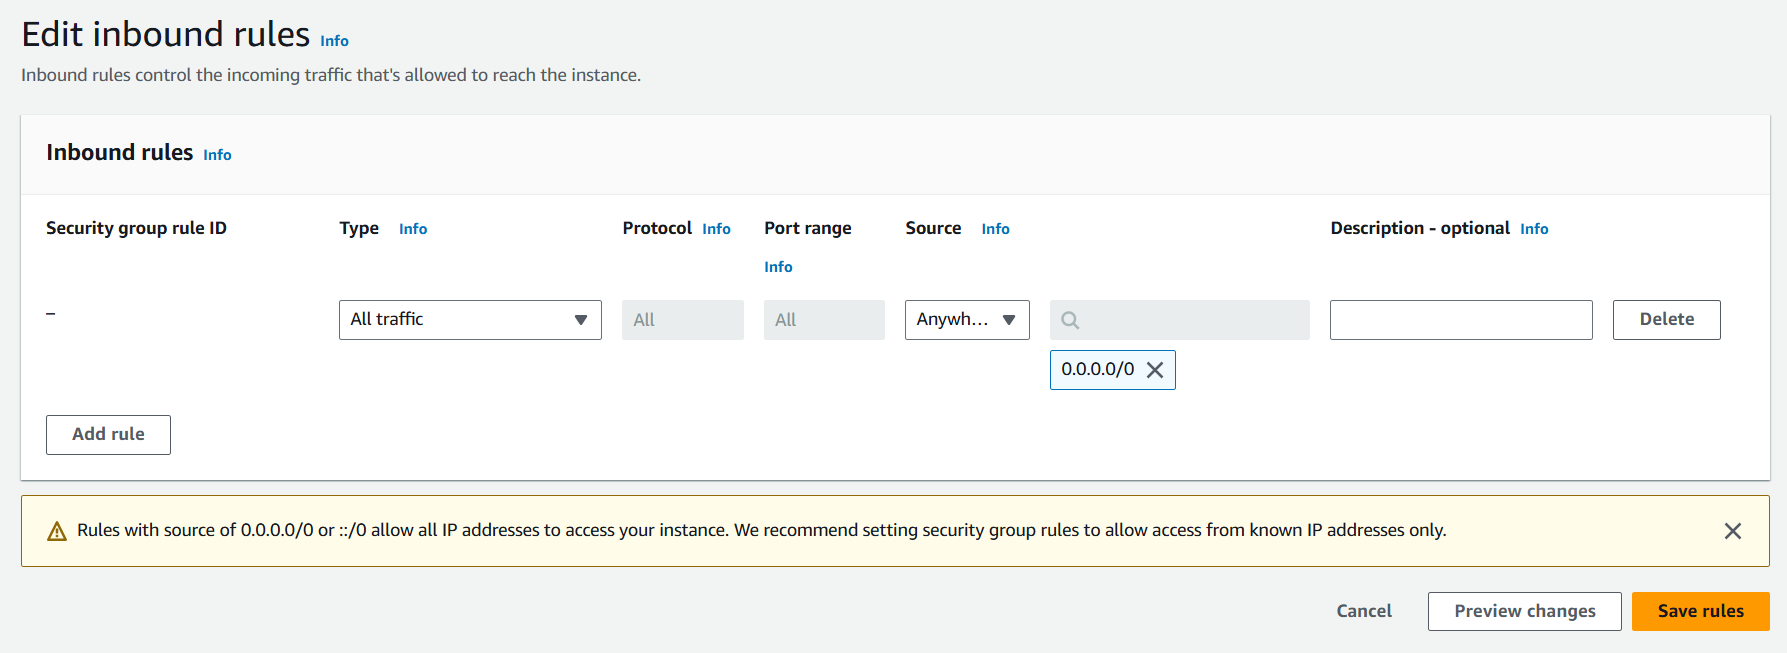 Edit inbound rules Info
Inbound rules control the incoming traffic that's allowed to reach the instance.
Inbound rules Info
Security group rule ID
Type Info
Protocol Info
Port range
Info
Source Info
Description - optional Info
–
All traffic
All
All
Anywh...
0.0.0.0/0
Delete
Add rule
Rules with source of 0.0.0.0/0 or ::/0 allow all IP addresses to access your instance. We recommend setting security group rules to allow access from known IP addresses only.
Cancel
Preview changes
Save rules